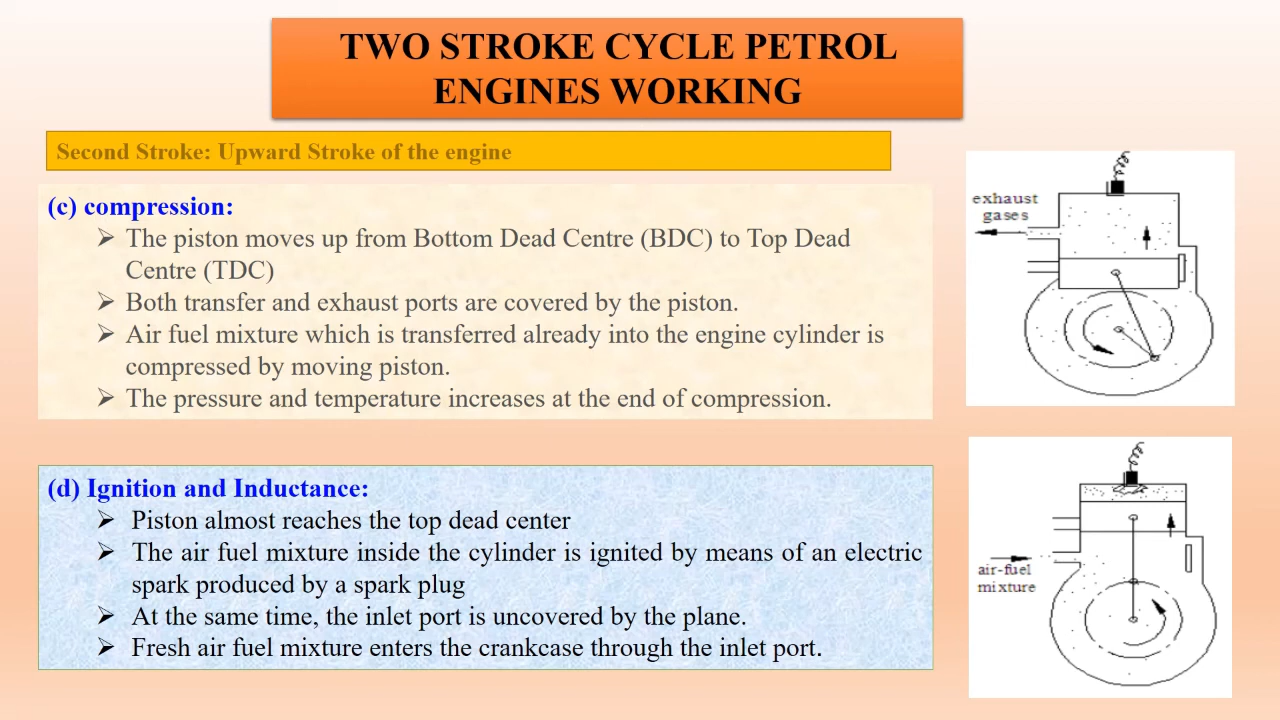 TWO STROKE CYCLE PETROL
ENGINES WORKING
Second Stroke: Upward Stroke of the engine
(c) compression:
➢ The piston moves up from Bottom Dead Centre (BDC) to Top Dead
Centre (TDC)
➢ Both transfer and exhaust ports are covered by the piston.
➢ Air fuel mixture which is transferred already into the engine cylinder is
compressed by moving piston.
➢ The pressure and temperature increases at the end of compression.
exhaust
gases
(d) Ignition and Inductance:
➢ Piston almost reaches the top dead center
➢ The air fuel mixture inside the cylinder is ignited by means of an electric
spark produced by a spark plug
➢ At the same time, the inlet port is uncovered by the plane.
➢ Fresh air fuel mixture enters the crankcase through the inlet port.
air-fuel
mixture